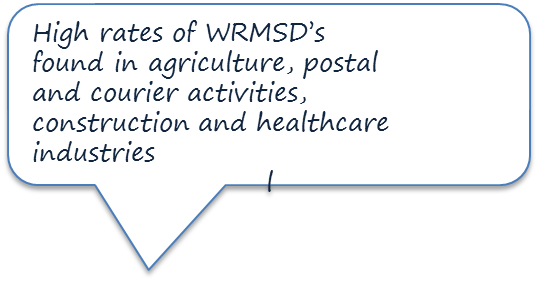 High rates of WRMSD's
found in agriculture, postal
and courier activities,
construction and healthcare
industries